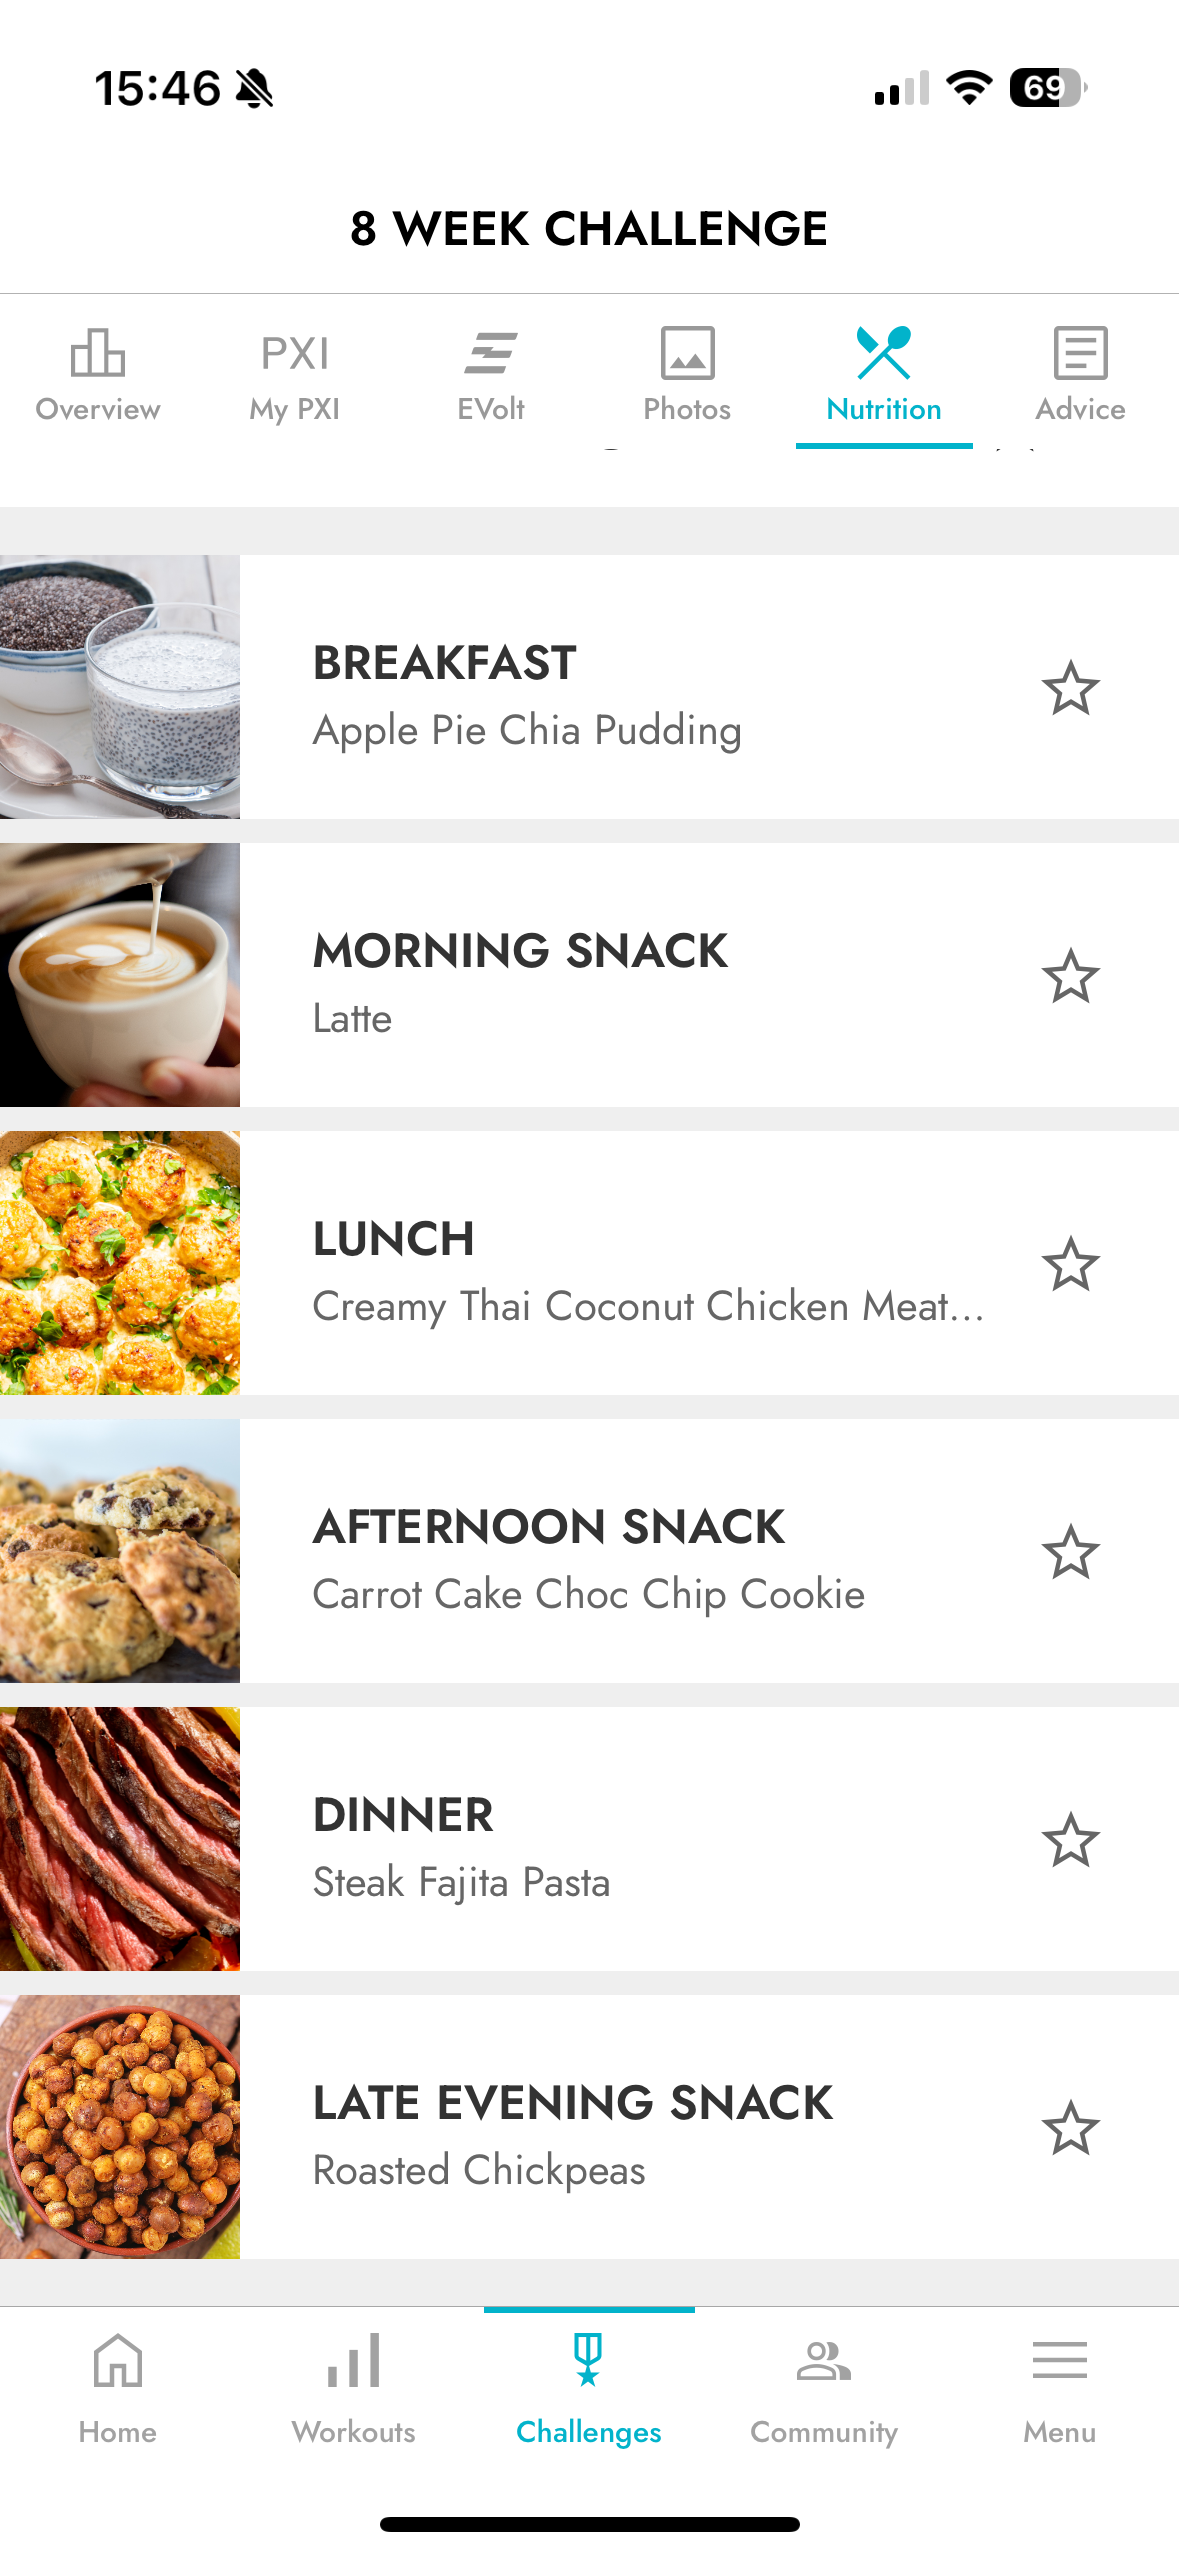 15:46
69
8 WEEK CHALLENGE
PXI
Overview
My PXI
EVolt
Photos
Nutrition
Advice
BREAKFAST
Apple Pie Chia Pudding
MORNING SNACK
Latte
LUNCH
Creamy Thai Coconut Chicken Meat...
AFTERNOON SNACK
Carrot Cake Choc Chip Cookie
DINNER
Steak Fajita Pasta
LATE EVENING SNACK
Roasted Chickpeas
Home
Workouts
Challenges
Community
Menu